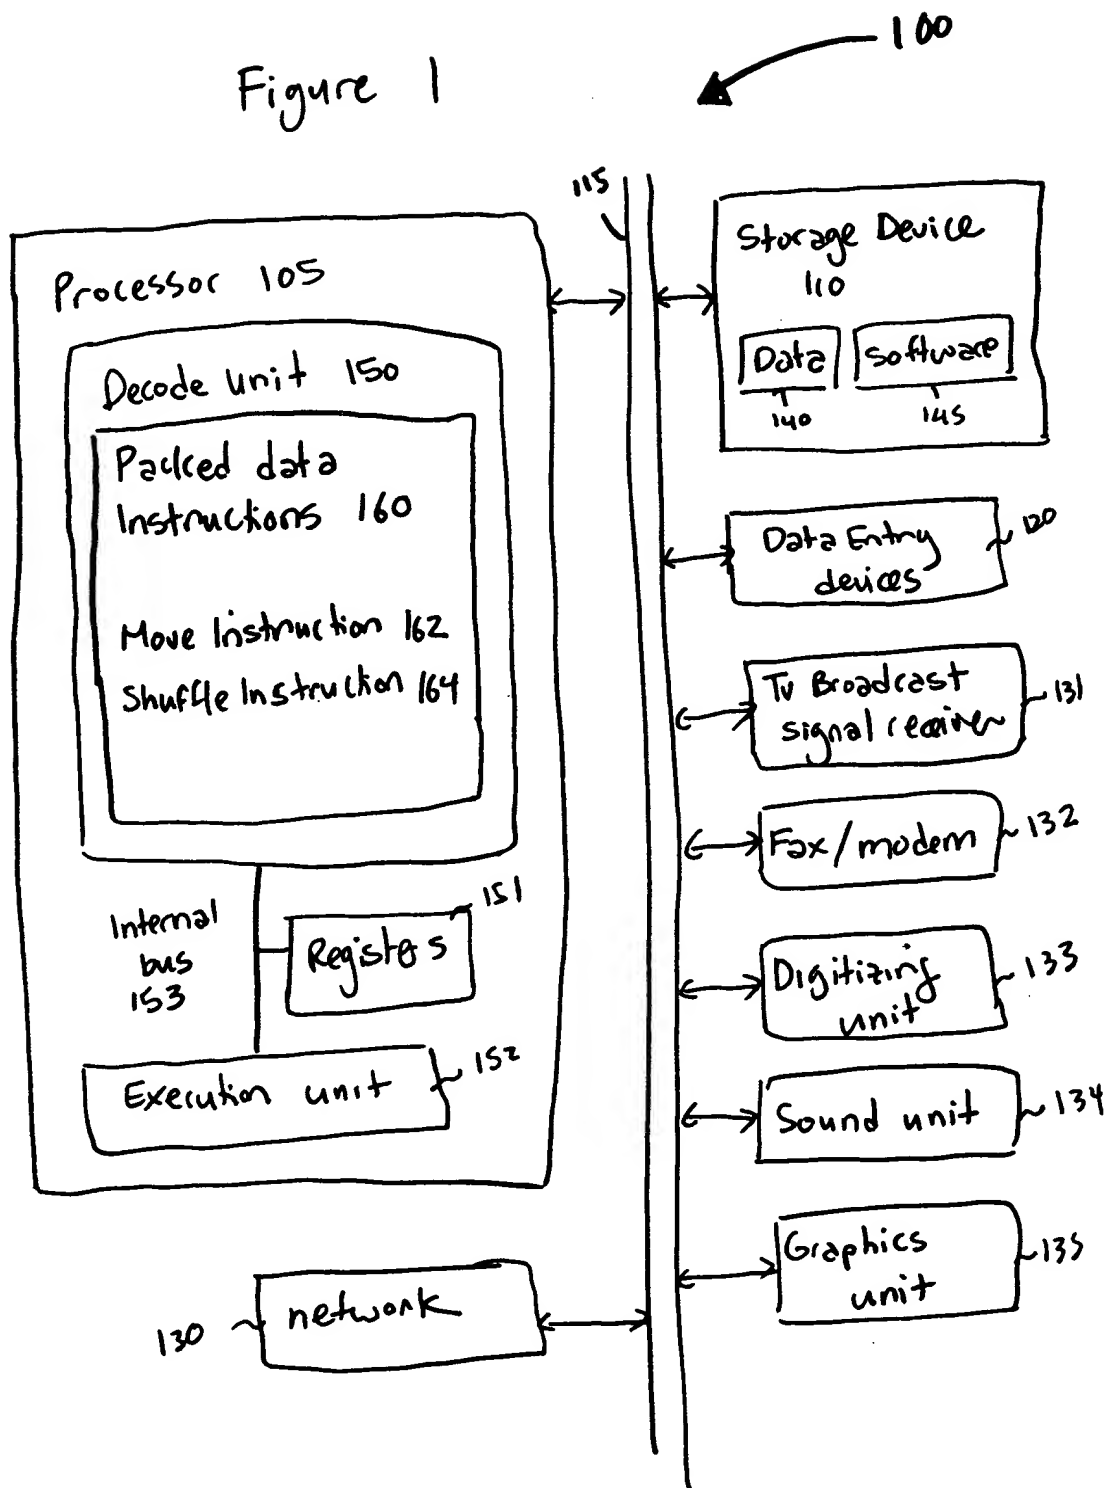 Figure 1
100
115
Processor 105
Decode unit 150
Packed data
Instructions 160
Move Instruction 162
Shuffle Instruction 164
Internal
bus
153
Registers
151
Execution unit
152
130
network
Storage Device
110
Data
Software
140
145
Data Entry
devices
120
TV Broadcast
signal receiver
131
Fax/modem
132
Digitizing
unit
133
Sound unit
134
Graphics
unit
135